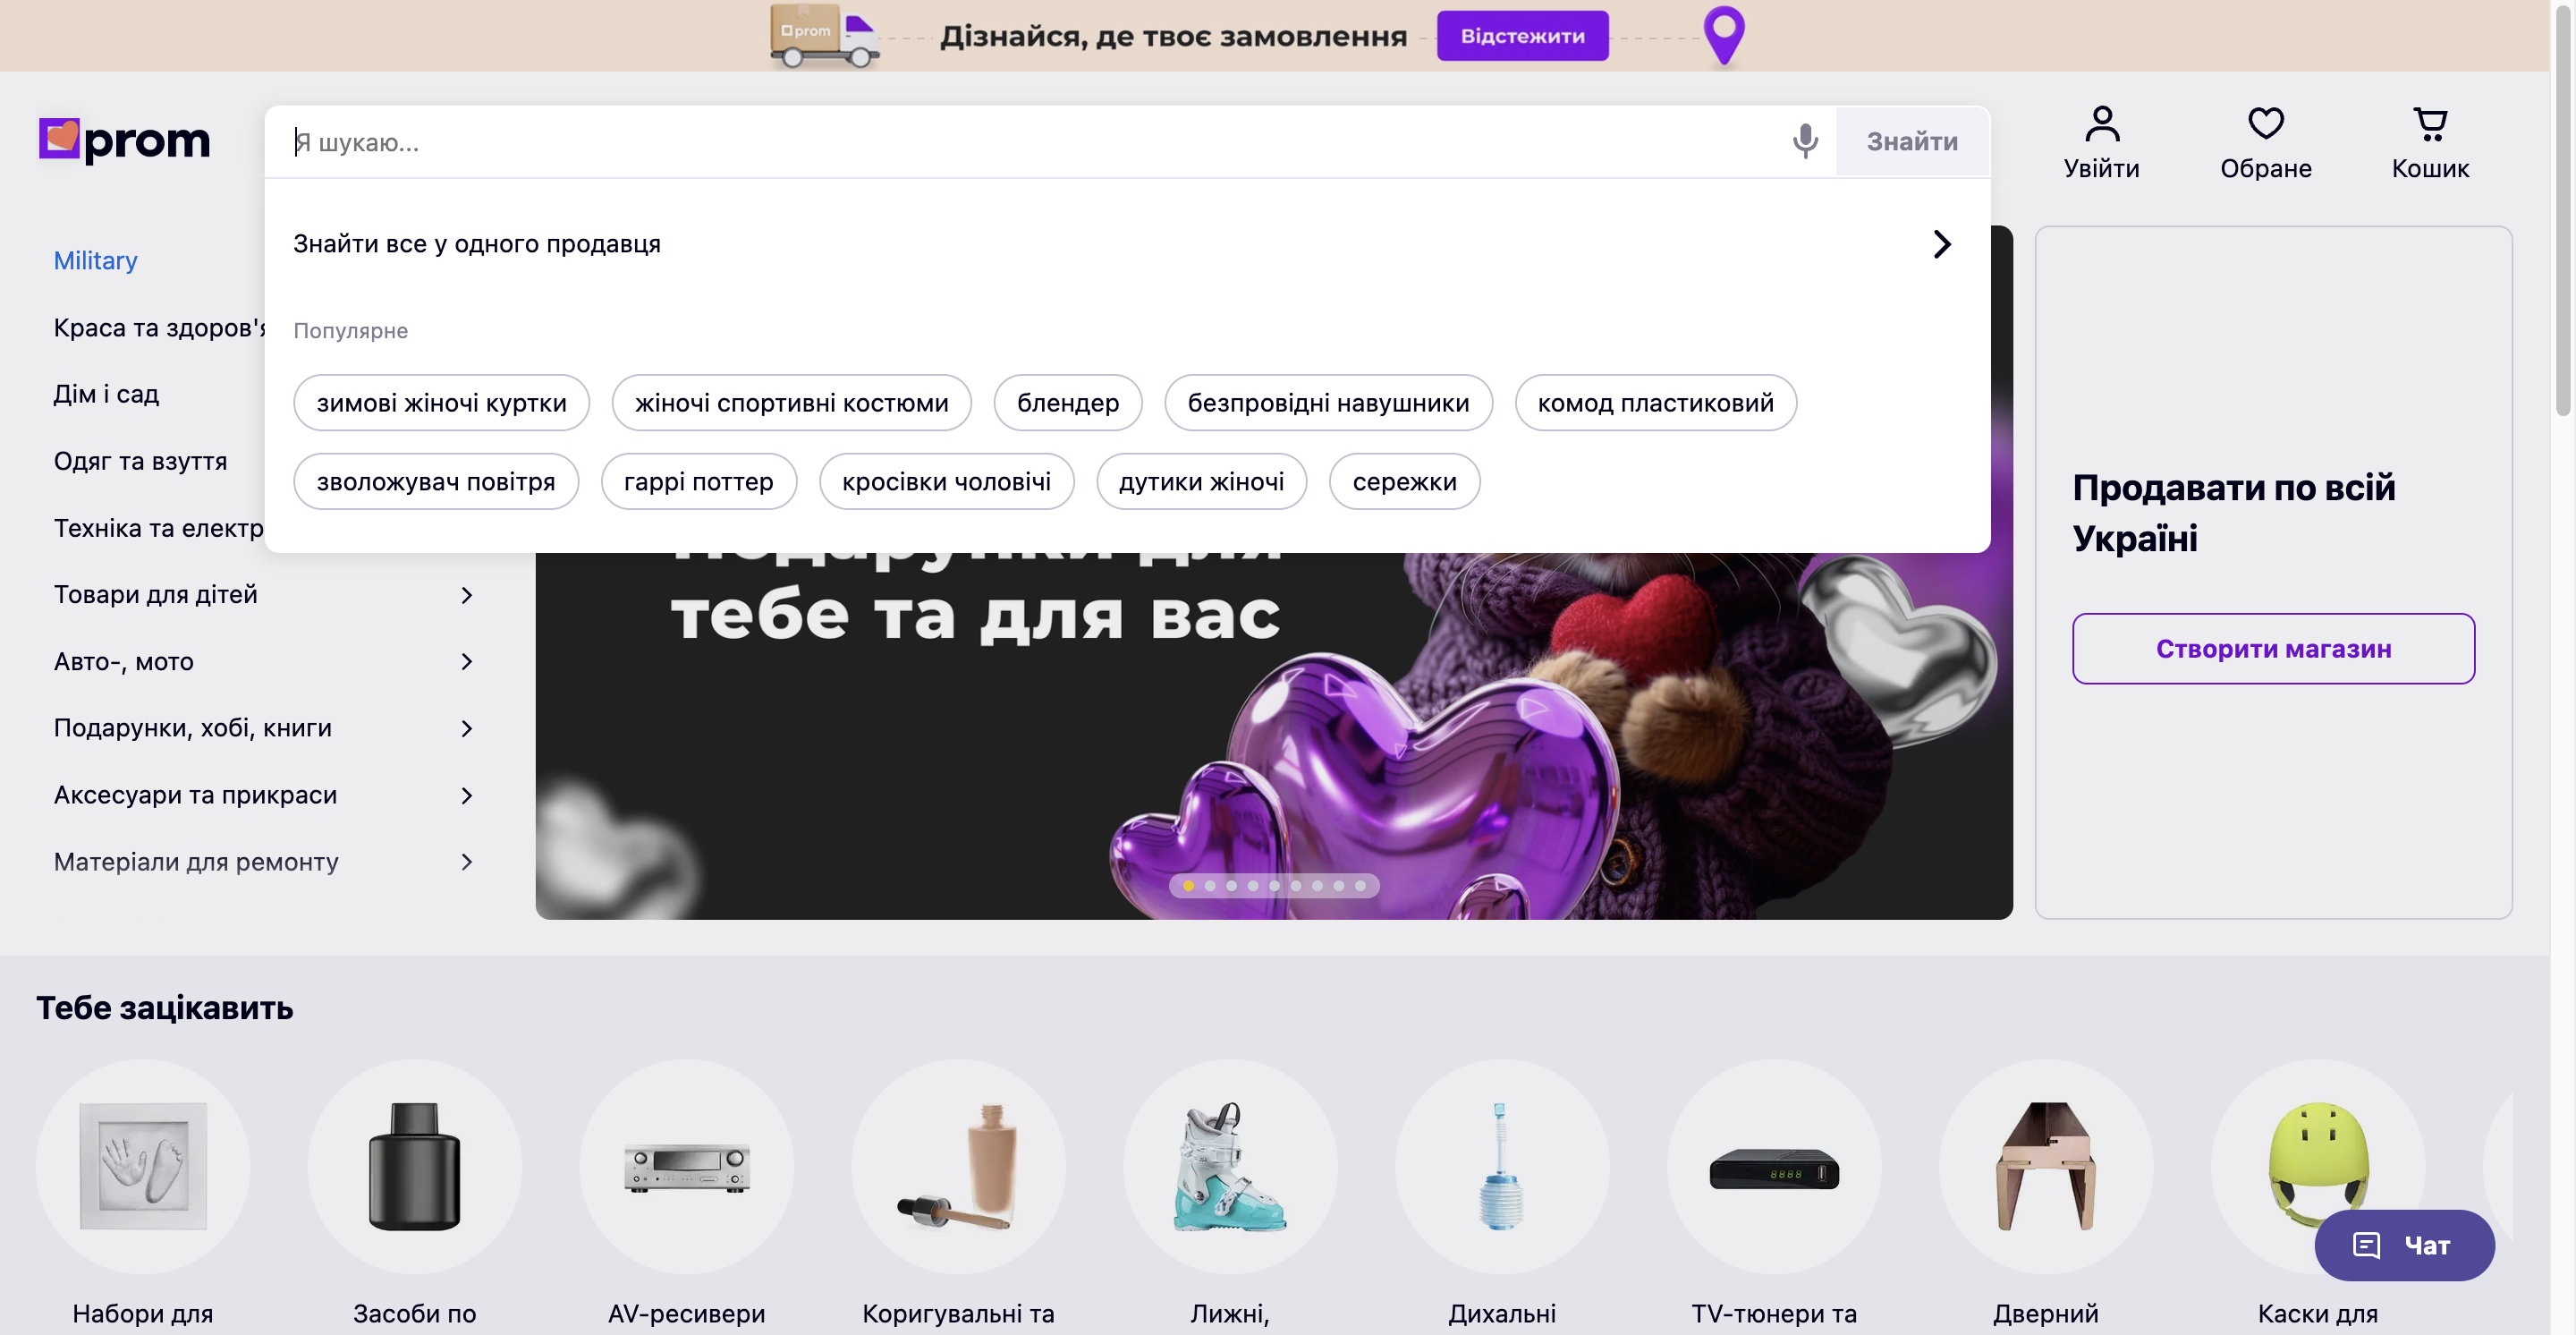 prom
Дізнайся, де твоє замовлення
Відстежити
prom
Я шукаю...
Знайти
Увійти
Обране
Кошик
Знайти все у одного продавця
Популярне
зимові жіночі куртки
жіночі спортивні костюми
блендер
безпровідні навушники
комод пластиковий
зволожувач повітря
гаррі поттер
кросівки чоловічі
дутики жіночі
сережки
Military
Краса та здоров'я
Дім і сад
Одяг та взуття
Техніка та електр
Товари для дітей
Авто-, мото
Подарунки, хобі, книги
Аксесуари та прикраси
Матеріали для ремонту
Подарунки для
тебе та для вас
Продавати по всій
Україні
Створити магазин
Тебе зацікавить
Набори для
Засоби по
AV-ресивери
Коригувальні та
Лижні,
Дихальні
TV-тюнери та
Дверний
Каски для
Чат